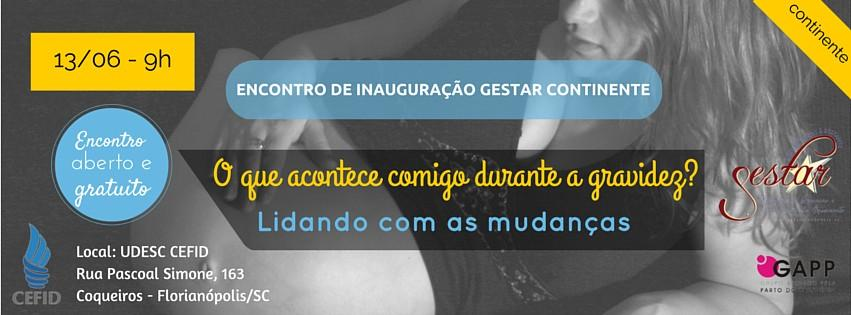 13/06 - 9h
continente
ENCONTRO DE INAUGURAÇÃO GESTAR CONTINENTE
Encontro
aberto e
gratuito
O que acontece comigo durante a gravidez?
Lidando com as mudanças
gestar
Local: UDESC CEFID
Rua Pascoal Simone, 163
Coqueiros - Florianópolis/SC
CEFID
GAPP
PARTO